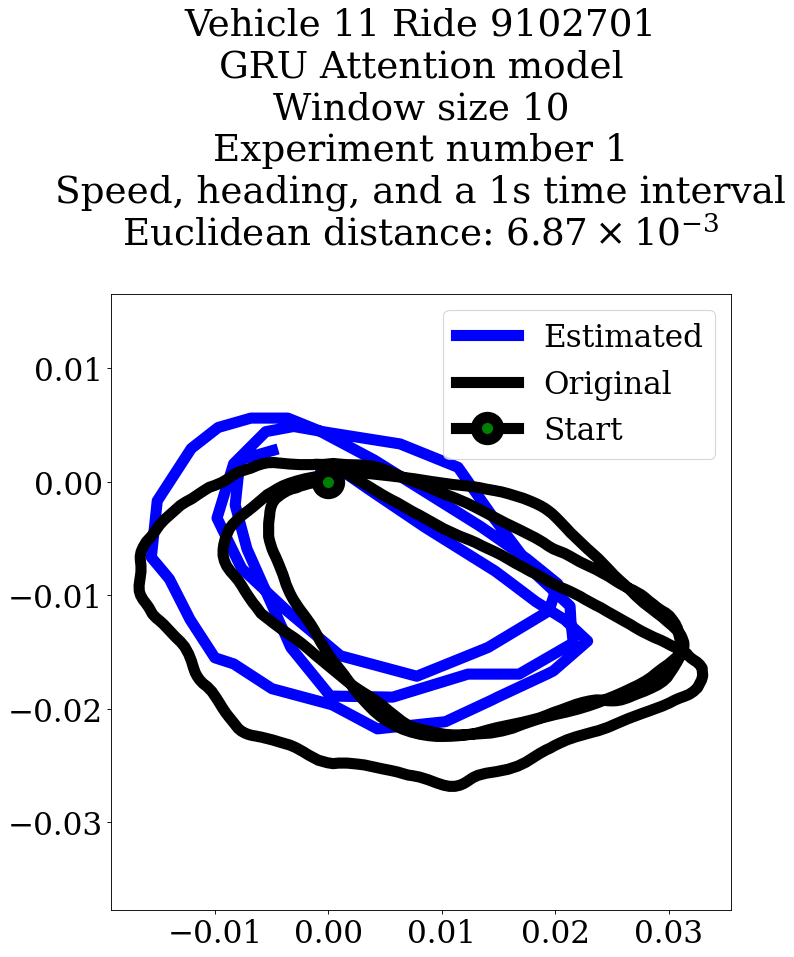 Vehicle 11 Ride 9102701
GRU Attention model
Window size 10
Experiment number 1
Speed, heading, and a 1s time interval
Euclidean distance: 6.87 × 10⁻³
Estimated
Original
Start
0.01
0.00
−0.01
−0.02
−0.03
−0.01 0.00 0.01 0.02 0.03